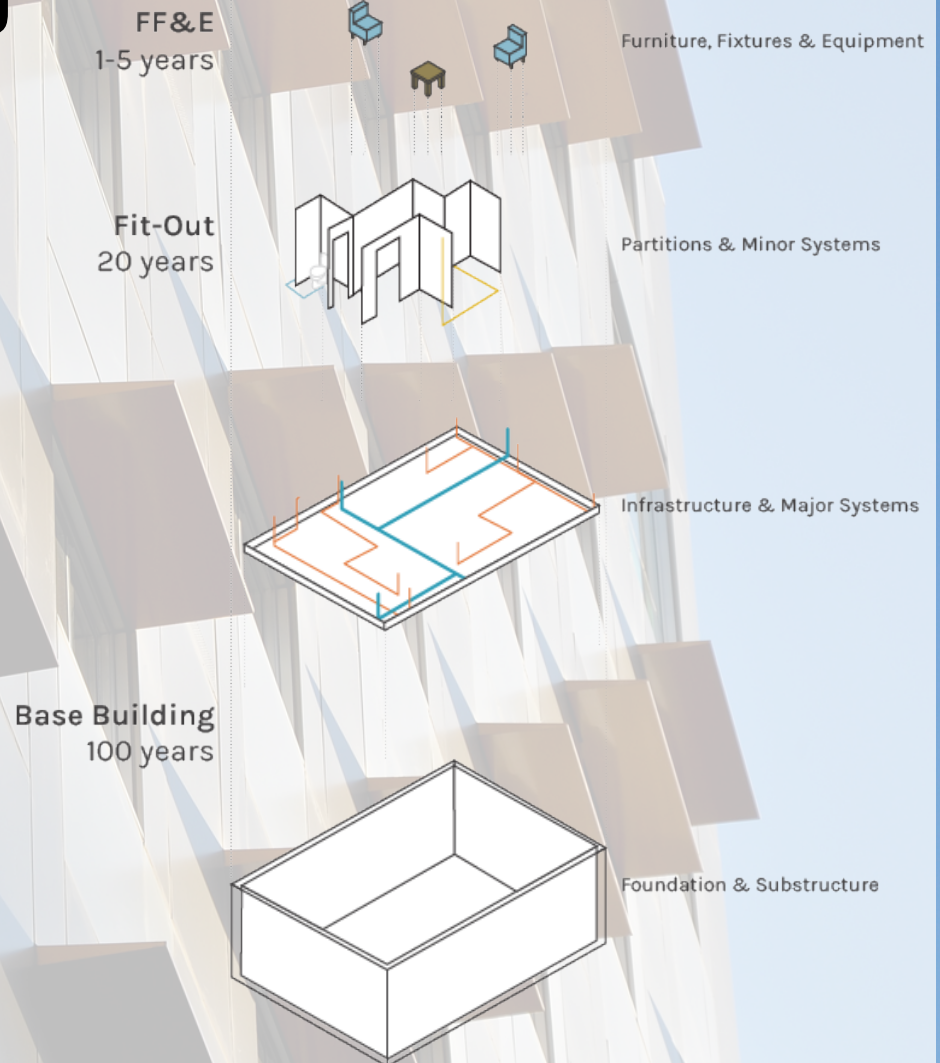 FF&E
1-5 years
Furniture, Fixtures & Equipment
Fit-Out
20 years
Partitions & Minor Systems
Infrastructure & Major Systems
Base Building
100 years
Foundation & Substructure